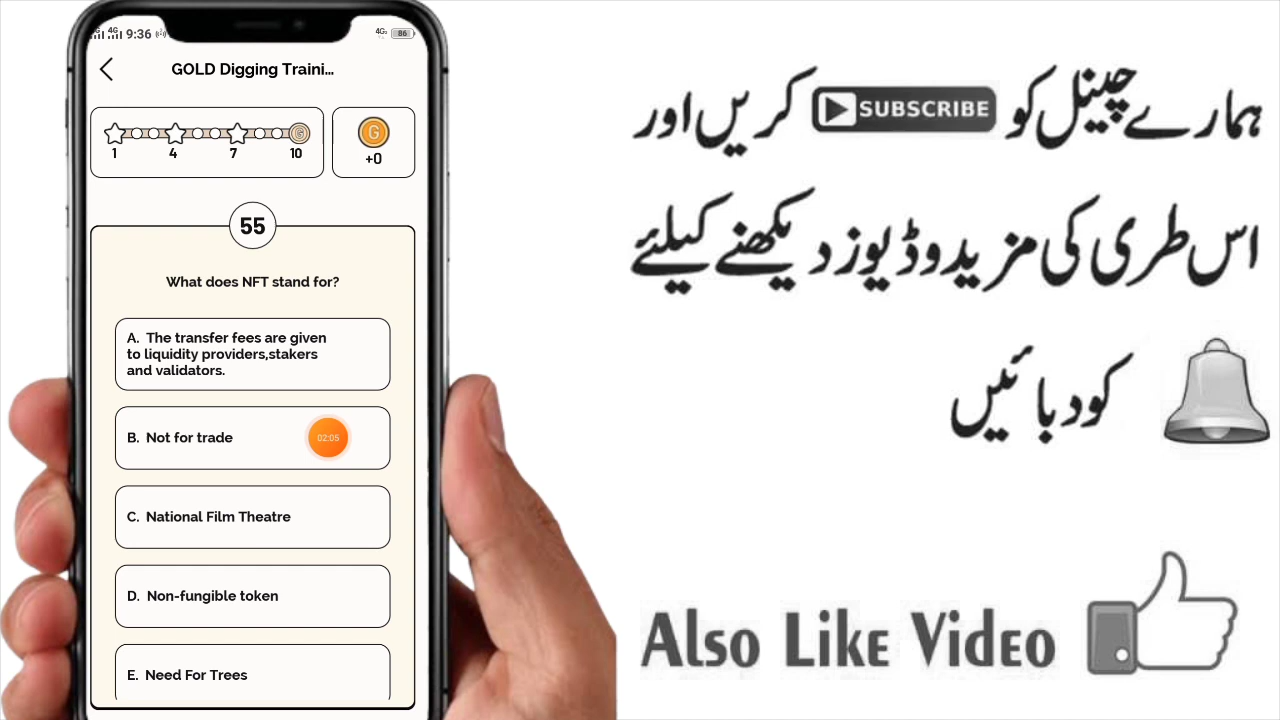 4G 4G 9:36
4G 86
GOLD Digging Traini...
1 4 7 10
G
G
+0
55
What does NFT stand for?
A. The transfer fees are given
to liquidity providers,stakers
and validators.
B. Not for trade
02:05
C. National Film Theatre
D. Non-fungible token
E. Need For Trees
ہمارے چینل کو SUBSCRIBE کریں اور
اس طری کی مزید وڈیوز دیکھنے کیلئے
کو دبائیں
Also Like Video